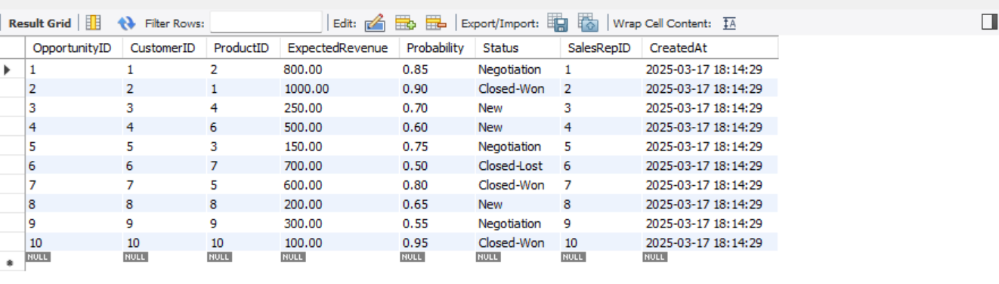 Result Grid Filter Rows: Edit: Export/Import: Wrap Cell Content: IA
OpportunityID CustomerID ProductID ExpectedRevenue Probability Status SalesRepID CreatedAt
1 1 2 800.00 0.85 Negotiation 1 2025-03-17 18:14:29
2 2 1 1000.00 0.90 Closed-Won 2 2025-03-17 18:14:29
3 3 4 250.00 0.70 New 3 2025-03-17 18:14:29
4 4 6 500.00 0.60 New 4 2025-03-17 18:14:29
5 5 3 150.00 0.75 Negotiation 5 2025-03-17 18:14:29
6 6 7 700.00 0.50 Closed-Lost 6 2025-03-17 18:14:29
7 7 5 600.00 0.80 Closed-Won 7 2025-03-17 18:14:29
8 8 8 200.00 0.65 New 8 2025-03-17 18:14:29
9 9 9 300.00 0.55 Negotiation 9 2025-03-17 18:14:29
10 10 10 100.00 0.95 Closed-Won 10 2025-03-17 18:14:29
NULL NULL NULL NULL NULL NULL NULL NULL